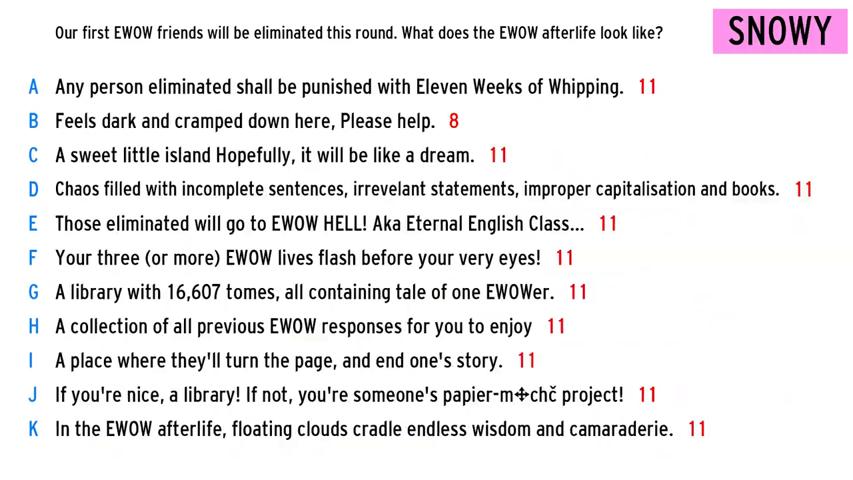 Our first EWOW friends will be eliminated this round. What does the EWOW afterlife look like?
SNOWY
A Any person eliminated shall be punished with Eleven Weeks of Whipping. 11
B Feels dark and cramped down here, Please help. 8
C A sweet little island Hopefully, it will be like a dream. 11
D Chaos filled with incomplete sentences, irrevelant statements, improper capitalisation and books. 11
E Those eliminated will go to EWOW HELL! Aka Eternal English Class... 11
F Your three (or more) EWOW lives flash before your very eyes! 11
G A library with 16,607 tomes, all containing tale of one EWOWer. 11
H A collection of all previous EWOW responses for you to enjoy 11
I A place where they'll turn the page, and end one's story. 11
J If you're nice, a library! If not, you're someone's papier-m✣chč project! 11
K In the EWOW afterlife, floating clouds cradle endless wisdom and camaraderie. 11